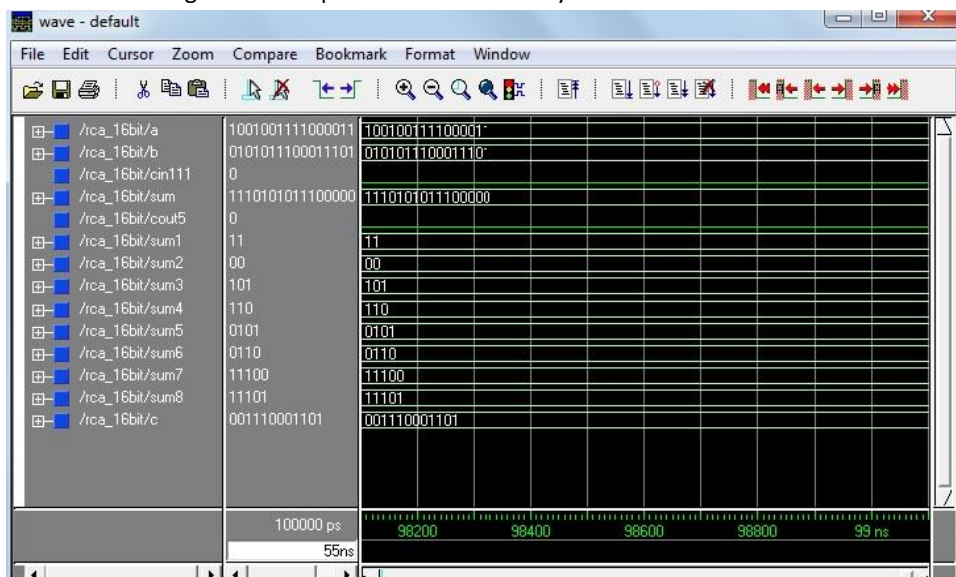 wave - default
File Edit Cursor Zoom Compare Bookmark Format Window
/rca_16bit/a 1001001111000011 100100111100001
/rca_16bit/b 0101011100011101 010101110001110
/rca_16bit/cin111 0
/rca_16bit/sum 1110101011100000 1110101011100000
/rca_16bit/cout5 0
/rca_16bit/sum1 11 11
/rca_16bit/sum2 00 00
/rca_16bit/sum3 101 101
/rca_16bit/sum4 110 110
/rca_16bit/sum5 0101 0101
/rca_16bit/sum6 0110 0110
/rca_16bit/sum7 11100 11100
/rca_16bit/sum8 11101 11101
/rca_16bit/c 001110001101 001110001101
100000 ps 98200 98400 98600 98800 99 ns
55ns